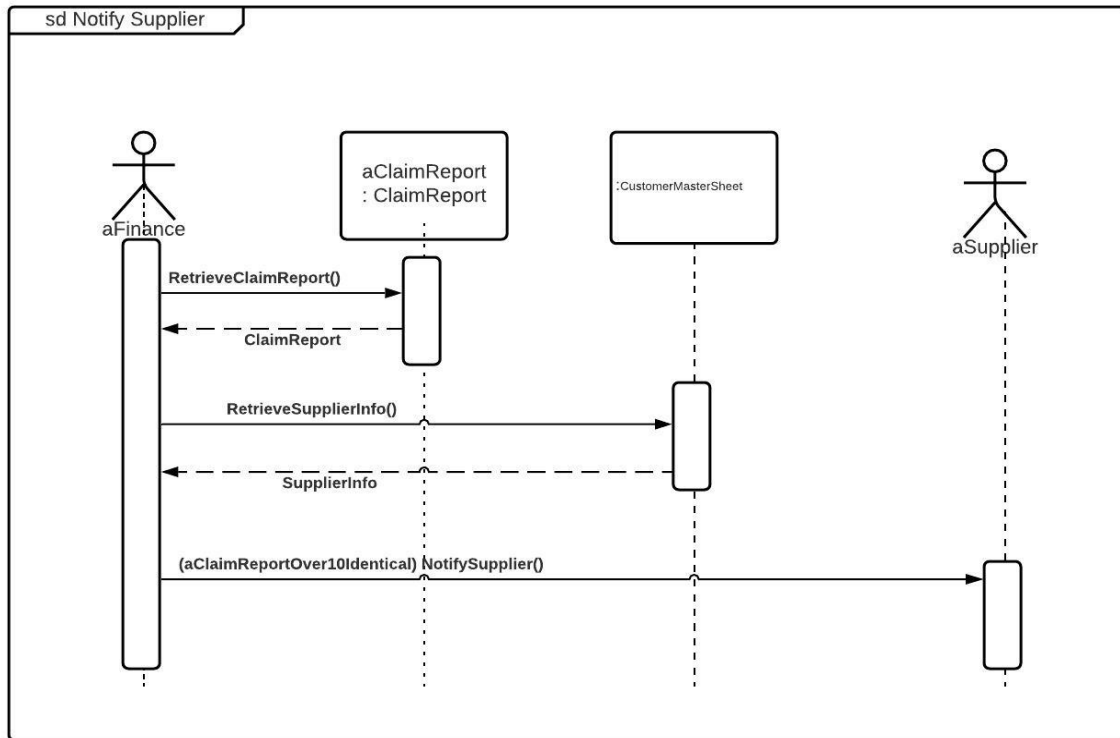 sd Notify Supplier
aClaimReport
: ClaimReport
:CustomerMasterSheet
aFinance
aSupplier
RetrieveClaimReport()
ClaimReport
RetrieveSupplierInfo()
SupplierInfo
(aClaimReportOver10Identical) NotifySupplier()